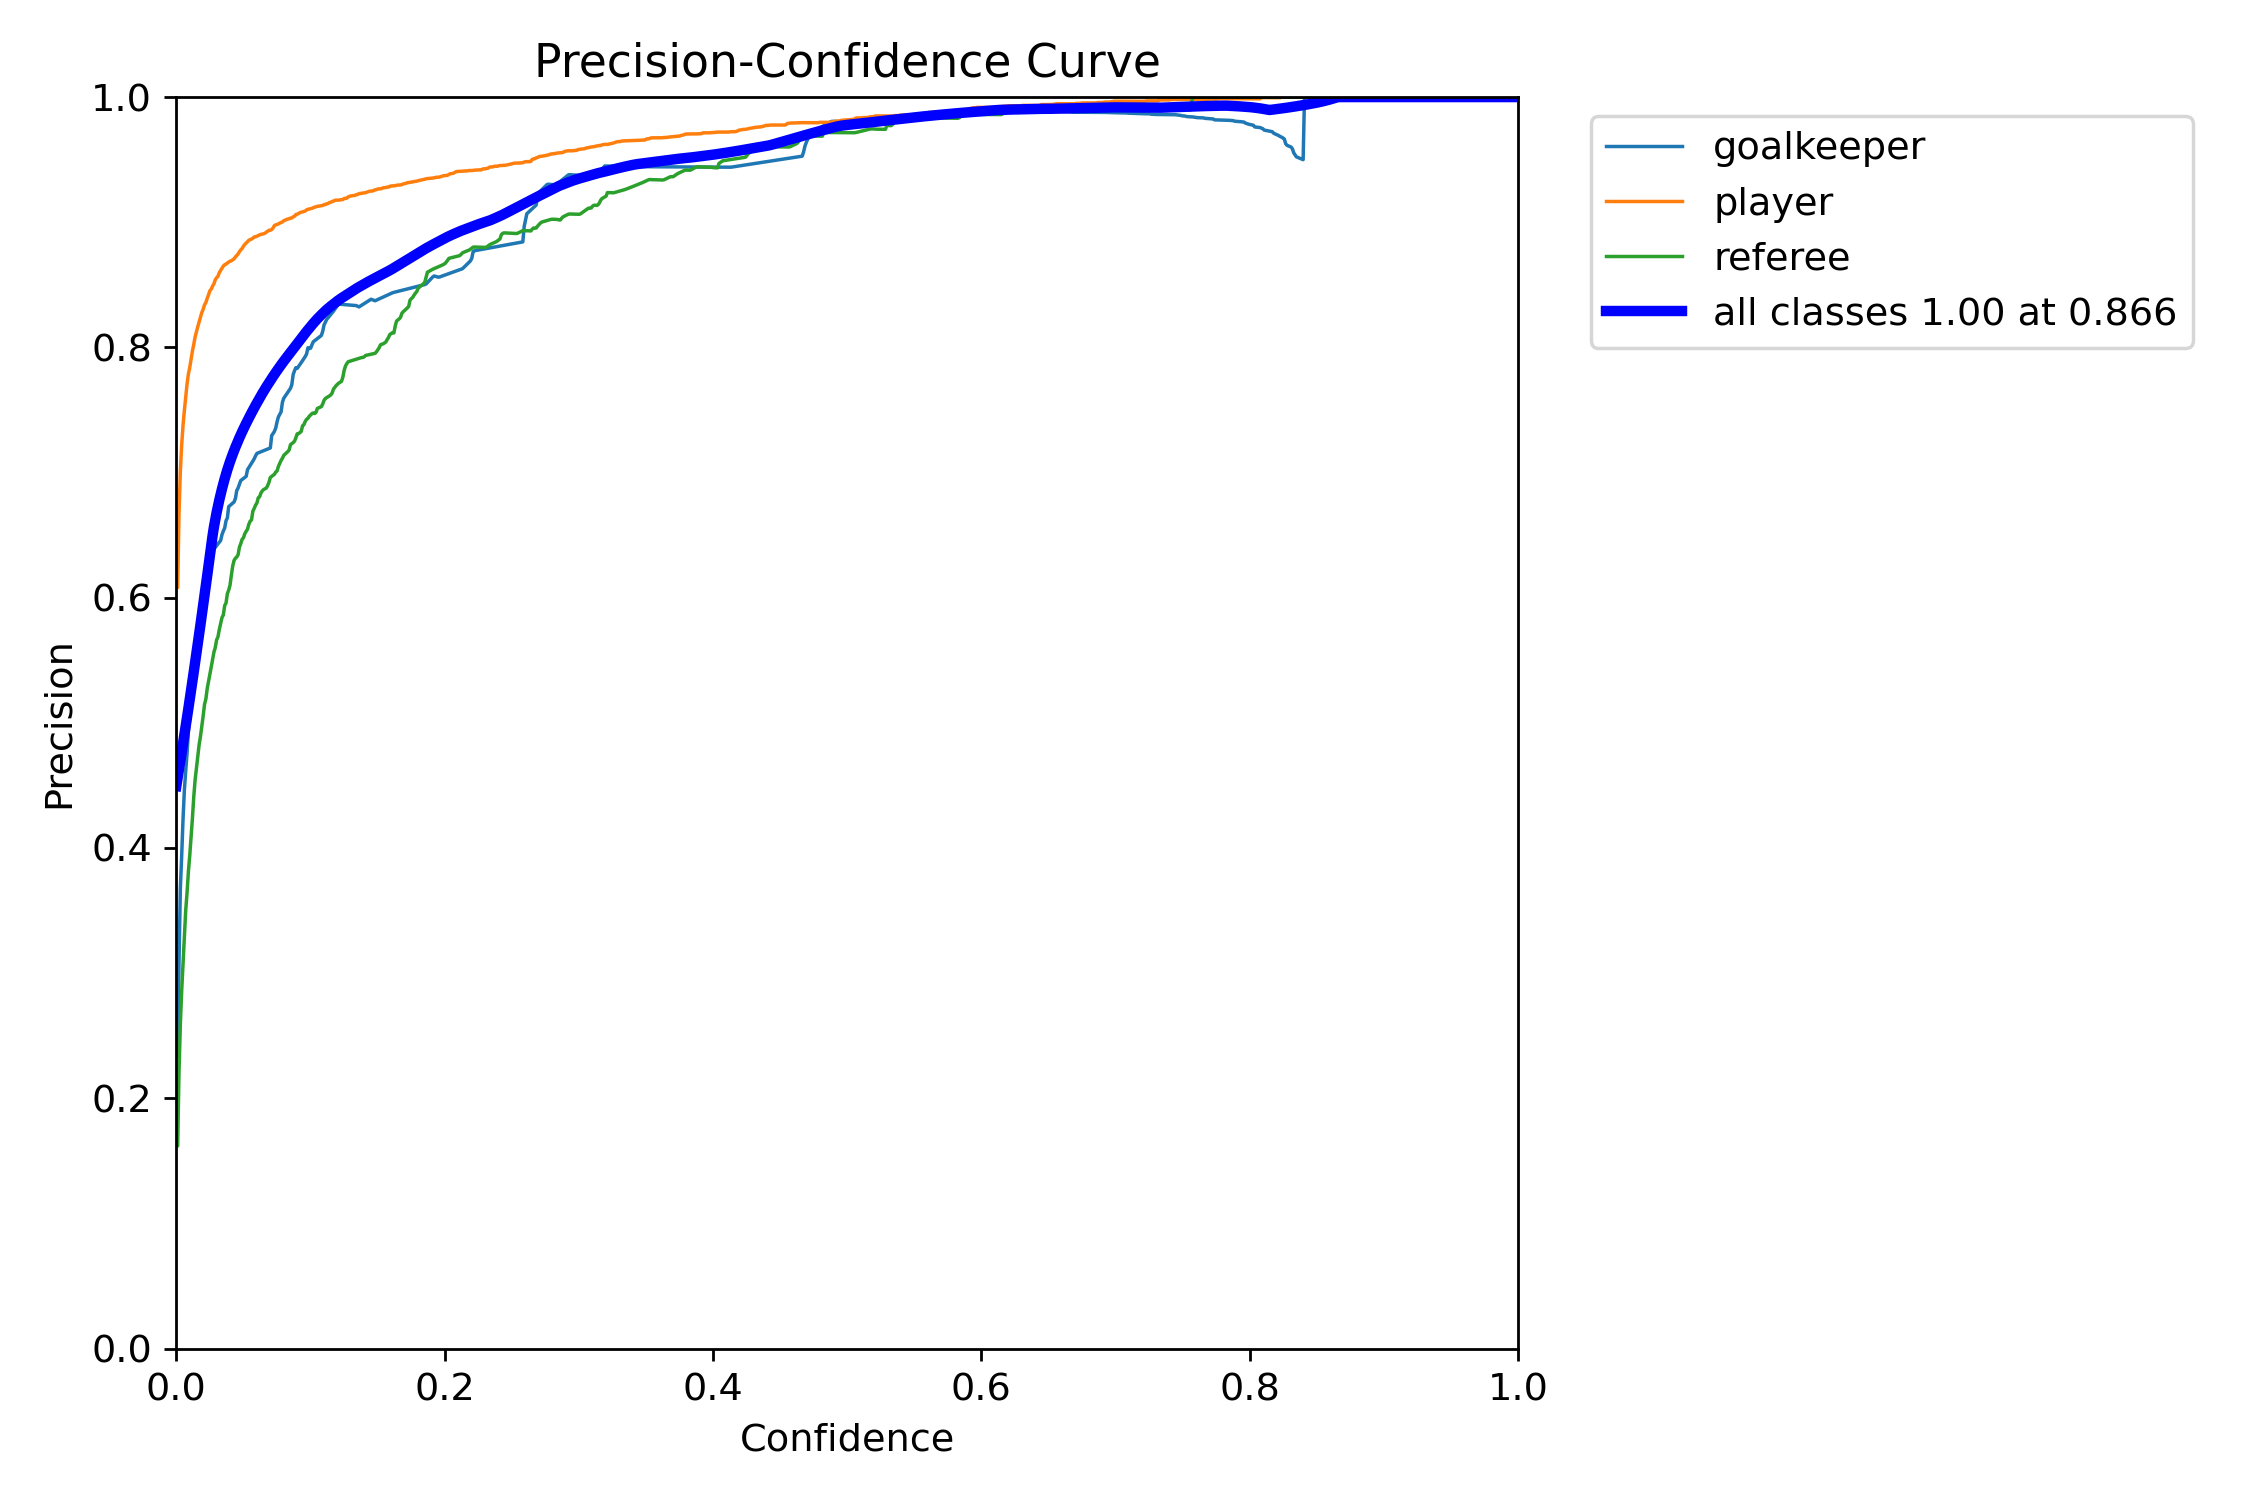 Precision-Confidence Curve
1.0
0.8
0.6
0.4
0.2
0.0
Precision
0.0 0.2 0.4 0.6 0.8 1.0
Confidence
goalkeeper
player
referee
all classes 1.00 at 0.866